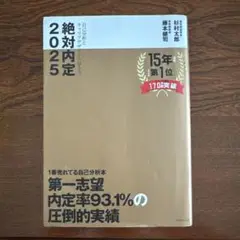 絶対内定
2025
杉村太郎
藤本健司
15年
第1位
1番売れてる自己分析本
第一志望
内定率93.1%の
圧倒的実績